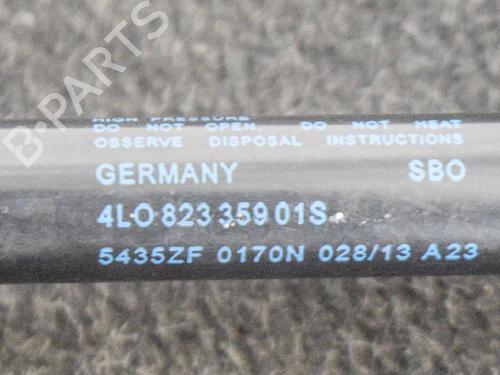 HIGH PRESSURE
DO NOT OPEN, DO NOT HEAT
OBSERVE DISPOSAL INSTRUCTIONS
GERMANY SBO
4LO 823 359 01S
5435ZF 0170N 028/13 A23
B-PARTS